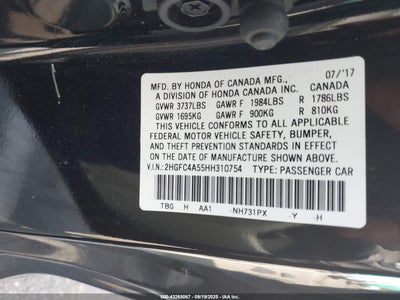 MFD. BY HONDA OF CANADA MFG., 07/'17
A DIVISION OF HONDA CANADA INC. CANADA
GVWR 3737LBS GAWR F 1984LBS R 1786LBS
GVWR 1695KG GAWR F 900KG R 810KG
THIS VEHICLE CONFORMS TO ALL APPLICABLE
FEDERAL MOTOR VEHICLE SAFETY, BUMPER,
AND THEFT PREVENTION STANDARDS IN EFFECT
ON THE DATE OF MANUFACTURE SHOWN ABOVE.
V.I.N.: 2HGFC4A55HH310754 TYPE: PASSENGER CAR
TBG H AA1 NH731PX -Y -H
000-43265067 - 09/19/2025 - IAAI.COM